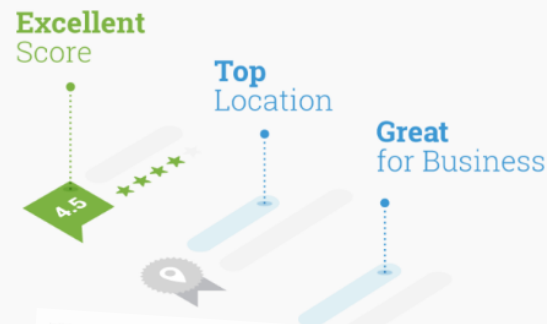 Excellent
Score
Top
Location
Great
for Business
4.5